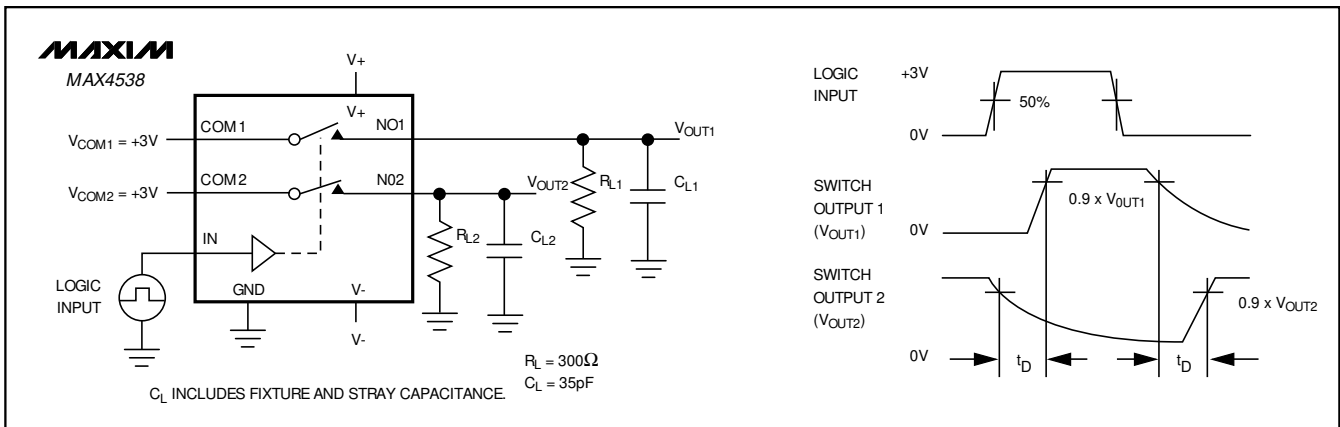 MAXIM
MAX4538
V+
V+
COM1
NO1
VCOM1 = +3V
VOUT1
COM2
N02
VCOM2 = +3V
VOUT2
RL1
CL1
IN
RL2
CL2
LOGIC
INPUT
GND
V-
V-
RL = 300Ω
CL = 35pF
CL INCLUDES FIXTURE AND STRAY CAPACITANCE.
LOGIC
INPUT
+3V
50%
0V
SWITCH
OUTPUT 1
(VOUT1)
0.9 x V0UT1
0V
SWITCH
OUTPUT 2
(VOUT2)
0.9 x VOUT2
0V
tD
tD